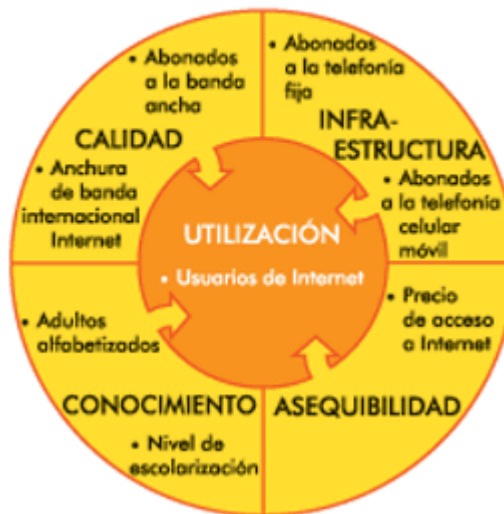 • Abonados
a la banda
ancha
CALIDAD
• Anchura
de banda
internacional
Internet
• Abonados
a la telefonía
fija
INFRA-
ESTRUCTURA
• Abonados
a la telefonía
celular
móvil
UTILIZACIÓN
• Usuarios de Internet
• Adultos
alfabetizados
CONOCIMIENTO
• Nivel de
escolarización
• Precio
de acceso
a Internet
ASEQUIBILIDAD